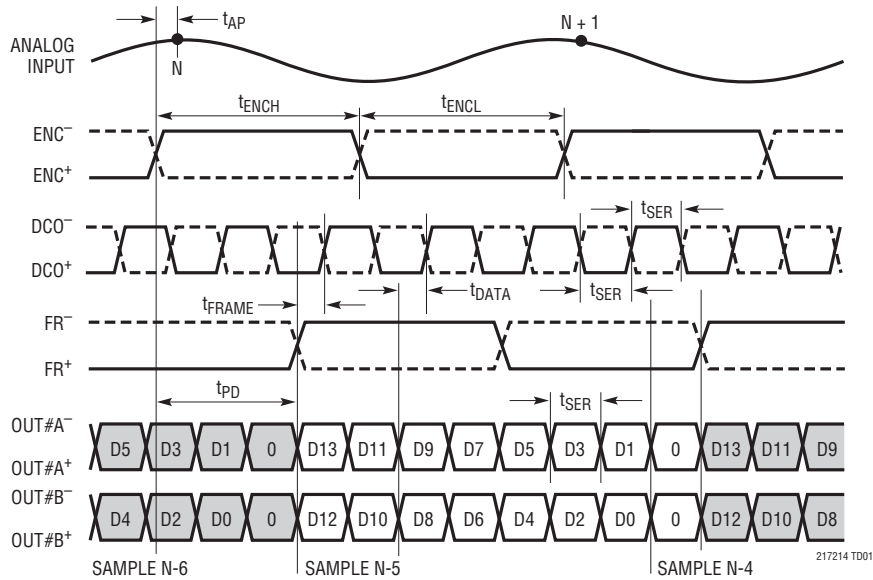 tAP
N + 1
ANALOG
INPUT
N
tENCH
tENCL
ENC–
ENC+
tSER
DCO–
DCO+
tFRAME
tDATA
tSER
FR–
FR+
tPD
tSER
OUT#A–
D5 D3 D1 0 D13 D11 D9 D7 D5 D3 D1 0 D13 D11 D9
OUT#A+
OUT#B–
D4 D2 D0 0 D12 D10 D8 D6 D4 D2 D0 0 D12 D10 D8
OUT#B+
217214 TD01
SAMPLE N-6 SAMPLE N-5 SAMPLE N-4